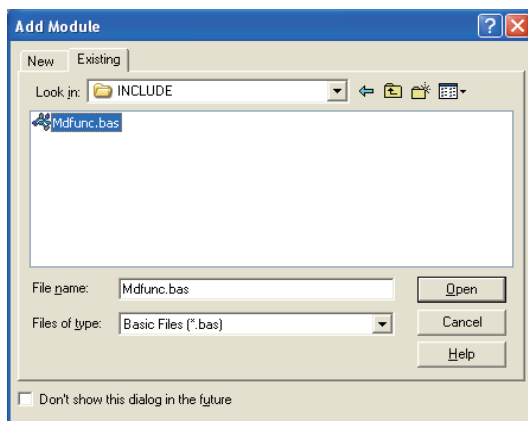 Add Module
New Existing
Look in: INCLUDE
Mdfunc.bas
File name: Mdfunc.bas Open
Files of type: Basic Files (*.bas) Cancel
Help
Don't show this dialog in the future